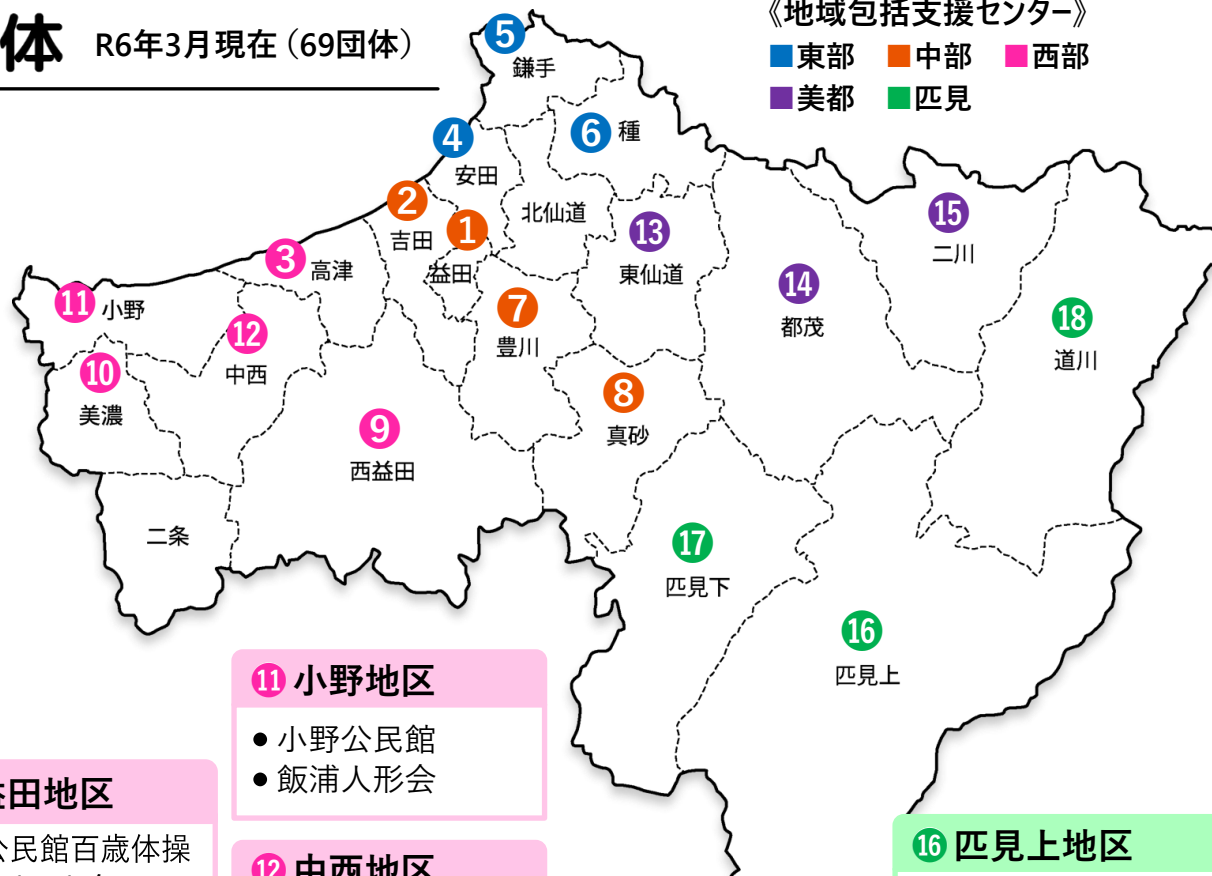 体 R6年3月現在（69団体）
《地域包括支援センター》
■東部 ■中部 ■西部
■美都 ■匹見
5
鎌手
4
安田
6 種
北仙道
2
吉田
1
益田
3 高津
13
東仙道
14
都茂
15
二川
18
道川
11 小野
12
中西
10
美濃
7
豊川
8
真砂
9
西益田
二条
17
匹見下
16
匹見上
11 小野地区
● 小野公民館
● 飯浦人形会
益田地区
公民館百歳体操
12 中西地区
16 匹見上地区